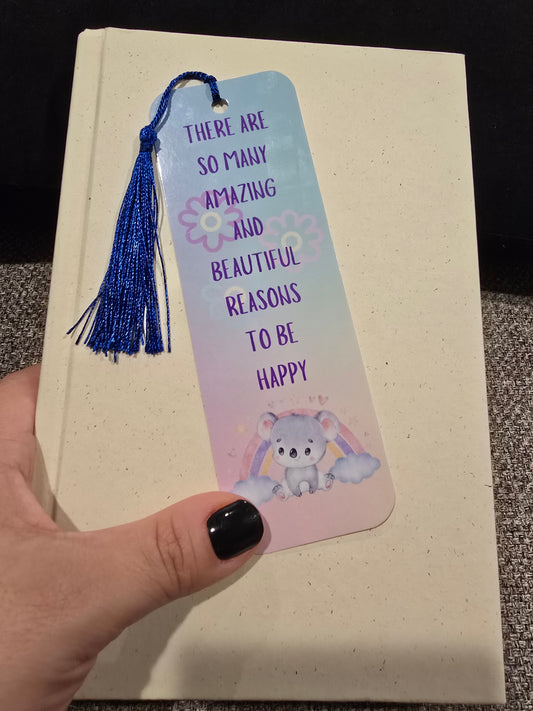 THERE ARE
SO MANY
AMAZING
AND
BEAUTIFUL
REASONS
TO BE
HAPPY